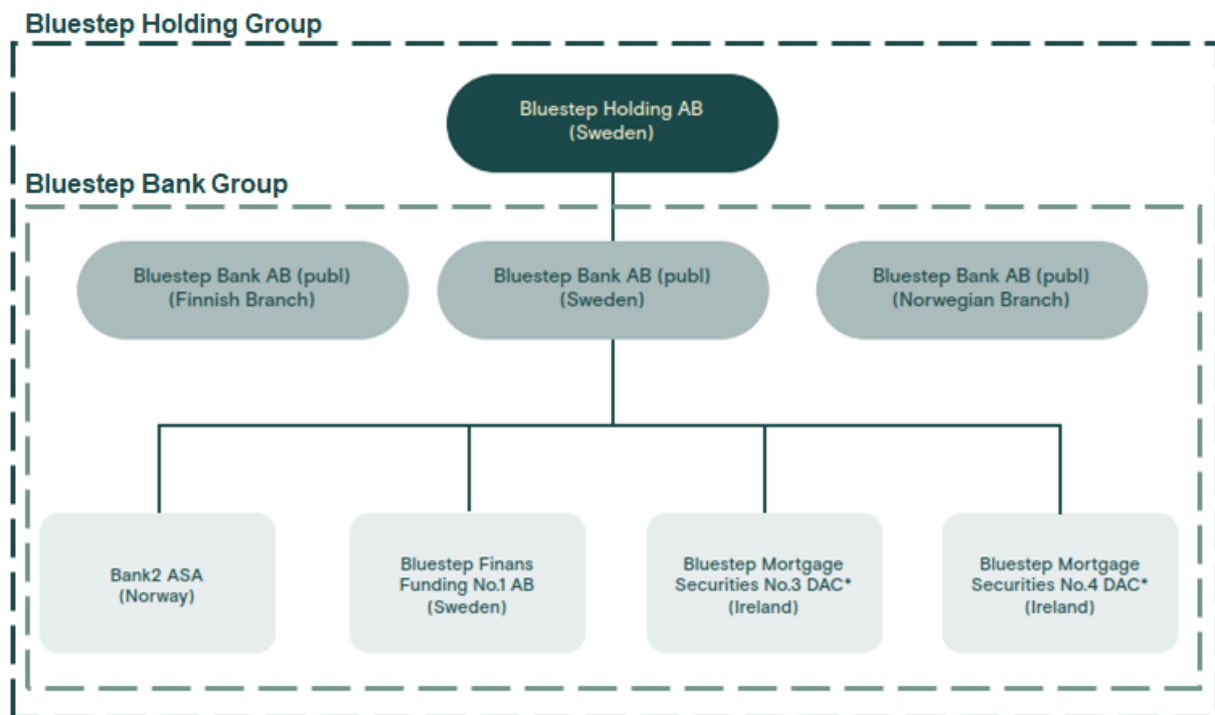 Bluestep Holding Group
Bluestep Holding AB
(Sweden)
Bluestep Bank Group
Bluestep Bank AB (publ)
(Finnish Branch)
Bluestep Bank AB (publ)
(Sweden)
Bluestep Bank AB (publ)
(Norwegian Branch)
Bank2 ASA
(Norway)
Bluestep Finans
Funding No.1 AB
(Sweden)
Bluestep Mortgage
Securities No.3 DAC*
(Ireland)
Bluestep Mortgage
Securities No.4 DAC*
(Ireland)